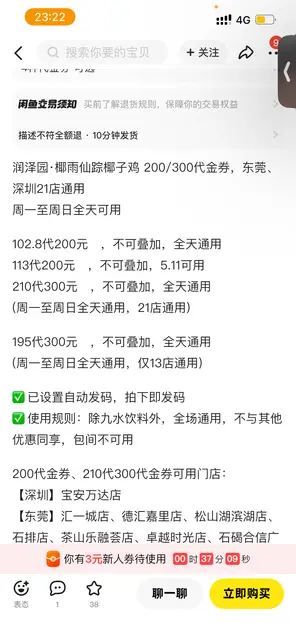 23:22
4G
搜索你要的宝贝
+ 关注
9
闲鱼交易须知 买前了解退货规则，保障你的交易权益
描述不符全额退 · 10分钟发货
润泽园·椰雨仙踪椰子鸡 200/300代金券，东莞、
深圳21店通用
周一至周日全天可用
102.8代200元 ，不可叠加，全天通用
113代200元 ，不可叠加，5.11可用
210代300元 ，不可叠加，全天通用
(周一至周日全天通用，21店通用)
195代300元 ，不可叠加，全天通用
(周一至周日全天通用，仅13店通用)
✅ 已设置自动发码，拍下即发码
✅ 使用规则：除九水饮料外，全场通用，不与其他
优惠同享，包间不可用
200代金券、210代300代金券可用门店：
【深圳】宝安万达店
【东莞】汇一城店、德汇嘉里店、松山湖滨湖店、
石排店、茶山乐融荟店、卓越时光店、石碣合信广
你有3元新人券待使用 00时37分09秒
表态
1
38
聊一聊
立即购买